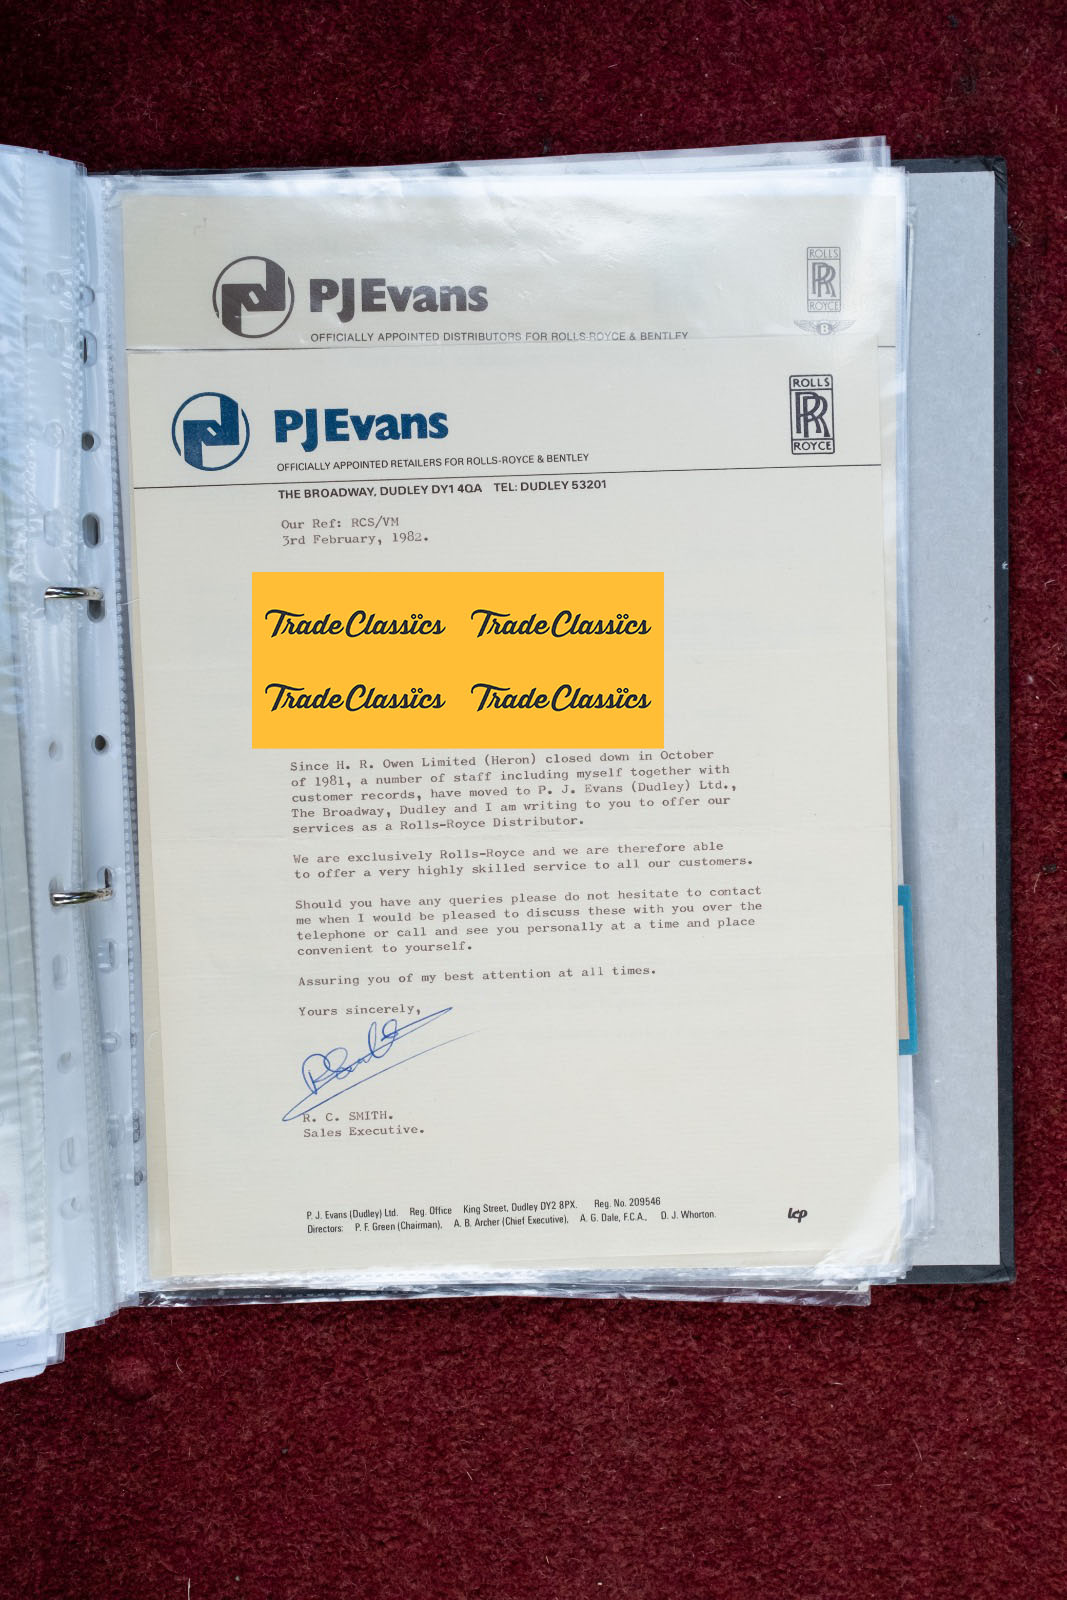 PJEvans
ROLLS
RR
ROYCE
B
OFFICIALLY APPOINTED DISTRIBUTORS FOR ROLLS-ROYCE & BENTLEY
PJEvans
ROLLS
RR
ROYCE
OFFICIALLY APPOINTED RETAILERS FOR ROLLS-ROYCE & BENTLEY
THE BROADWAY, DUDLEY DY1 4QA TEL: DUDLEY 53201
Our Ref: RCS/VM
3rd February, 1982.
Trade Classics Trade Classics
Trade Classics Trade Classics
Since H. R. Owen Limited (Heron) closed down in October
of 1981, a number of staff including myself together with
customer records, have moved to P. J. Evans (Dudley) Ltd.,
The Broadway, Dudley and I am writing to you to offer our
services as a Rolls-Royce Distributor.
We are exclusively Rolls-Royce and we are therefore able
to offer a very highly skilled service to all our customers.
Should you have any queries please do not hesitate to contact
me when I would be pleased to discuss these with you over the
telephone or call and see you personally at a time and place
convenient to yourself.
Assuring you of my best attention at all times.
Yours sincerely,
R. C. SMITH.
Sales Executive.
P. J. Evans (Dudley) Ltd. Reg. Office King Street, Dudley DY2 8PX. Reg. No. 209546
Directors: P. F. Green (Chairman), A. B. Archer (Chief Executive), A. G. Dale, F.C.A., D. J. Whorton.
lcp